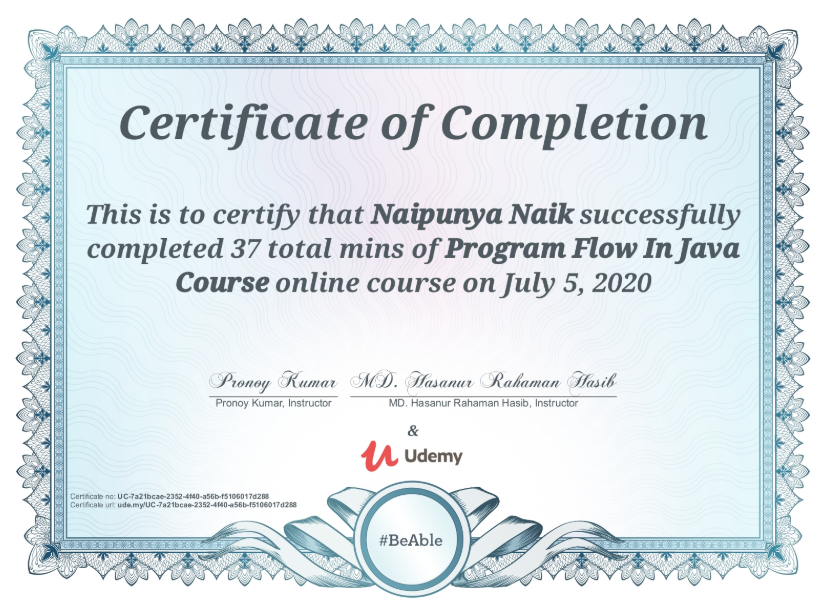 Certificate of Completion
This is to certify that Naipunya Naik successfully
completed 37 total mins of Program Flow In Java
Course online course on July 5, 2020
Pronoy Kumar MD. Hasanur Rahaman Hasib
Pronoy Kumar, Instructor MD. Hasanur Rahaman Hasib, Instructor
&
Udemy
Certificate no: UC-7a21bcae-2352-4f40-a56b-f5106017d288
Certificate url: ude.my/UC-7a21bcae-2352-4f40-a56b-f5106017d288
#BeAble